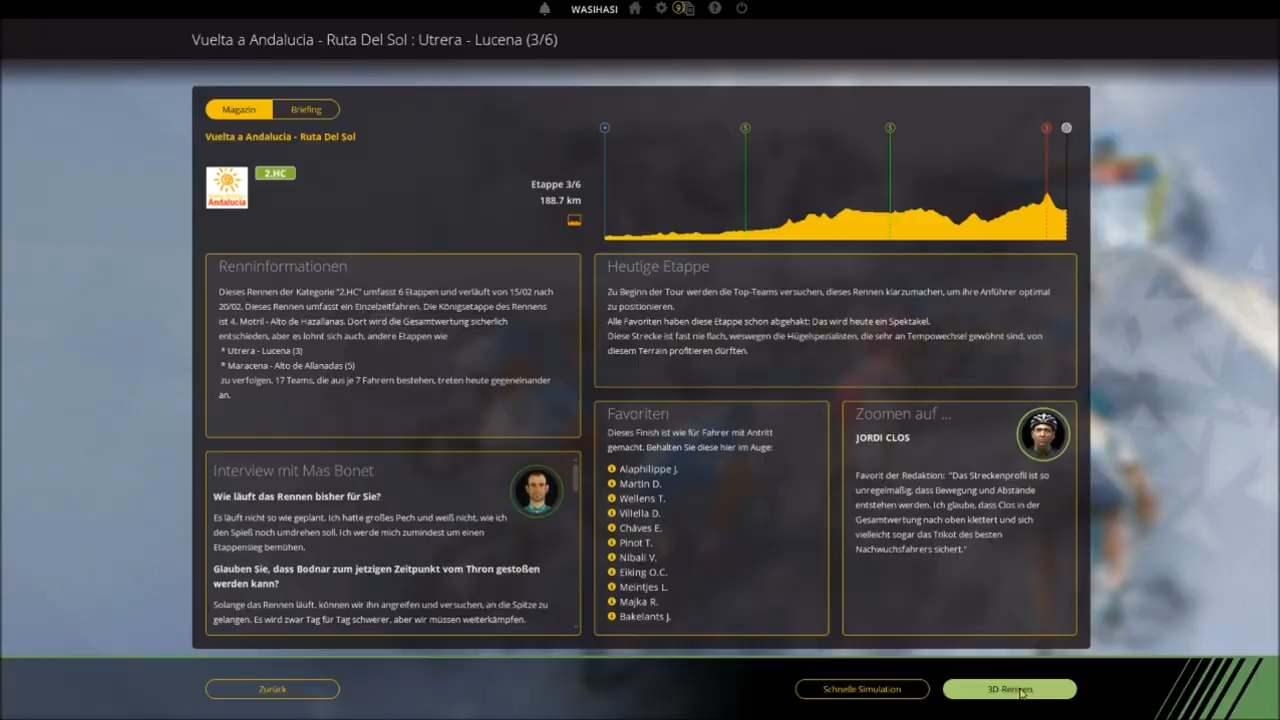 WASIHASI
9
Vuelta a Andalucia - Ruta Del Sol : Utrera - Lucena (3/6)
Magazin
Briefing
Vuelta a Andalucia - Ruta Del Sol
Andalucia
2.HC
Etappe 3/6
188.7 km
S
S
3
Renninformationen
Dieses Rennen der Kategorie "2.HC" umfasst 6 Etappen und verläuft von 15/02 nach
20/02. Dieses Rennen umfasst ein Einzelzeitfahren. Die Königsetappe des Rennens
ist 4. Motril - Alto de Hazallanas. Dort wird die Gesamtwertung sicherlich
entschieden, aber es lohnt sich auch, andere Etappen wie
* Utrera - Lucena (3)
* Maracena - Alto de Allanadas (5)
zu verfolgen. 17 Teams, die aus je 7 Fahrern bestehen, treten heute gegeneinander
an.
Heutige Etappe
Zu Beginn der Tour werden die Top-Teams versuchen, dieses Rennen klarzumachen, um ihre Anführer optimal
zu positionieren.
Alle Favoriten haben diese Etappe schon abgehakt: Das wird heute ein Spektakel.
Diese Strecke ist fast nie flach, weswegen die Hügelspezialisten, die sehr an Tempowechsel gewöhnt sind, von
diesem Terrain profitieren dürften.
Interview mit Mas Bonet
Wie läuft das Rennen bisher für Sie?
Es läuft nicht so wie geplant. Ich hatte großes Pech und weiß nicht, wie ich
den Spieß noch umdrehen soll. Ich werde mich zumindest um einen
Etappensieg bemühen.
Glauben Sie, dass Bodnar zum jetzigen Zeitpunkt vom Thron gestoßen
werden kann?
Solange das Rennen läuft, können wir ihn angreifen und versuchen, an die Spitze zu
gelangen. Es wird zwar Tag für Tag schwerer, aber wir müssen weiterkämpfen.
Favoriten
Dieses Finish ist wie für Fahrer mit Antritt
gemacht. Behalten Sie diese hier im Auge:
Alaphilippe J.
Martin D.
Wellens T.
Villella D.
Cháves E.
Pinot T.
Nibali V.
Eiking O.C.
Meintjes L.
Majka R.
Bakelants J.
Zoomen auf ...
JORDI CLOS
Favorit der Redaktion: "Das Streckenprofil ist so
unregelmäßig, dass Bewegung und Abstände
entstehen werden. Ich glaube, dass Clos in der
Gesamtwertung nach oben klettert und sich
vielleicht sogar das Trikot des besten
Nachwuchsfahrers sichert."
Zurück
Schnelle Simulation
3D-Rennen